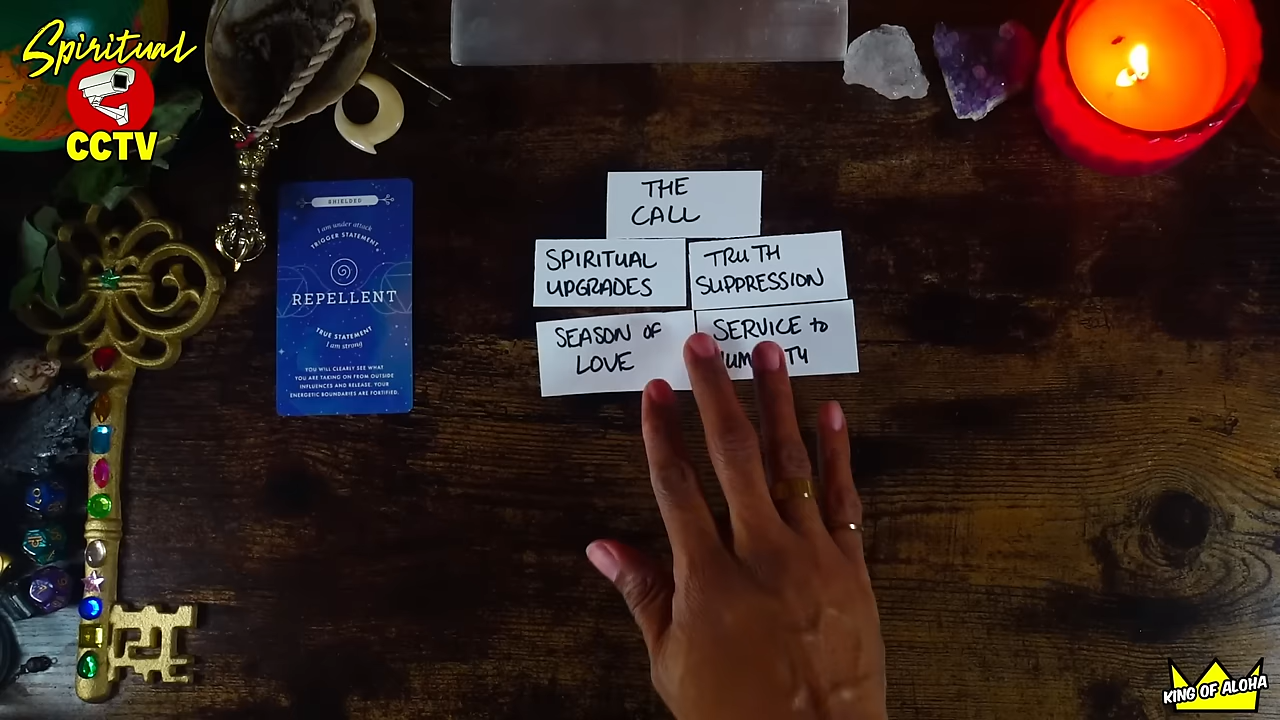 Spiritual
CCTV
SHIELDED
I am under attack
TRIGGER STATEMENT
REPELLENT
TRUE STATEMENT
I am strong
YOU WILL CLEARLY SEE WHAT
YOU ARE TAKING ON FROM OUTSIDE
INFLUENCES AND RELEASE. YOUR
ENERGETIC BOUNDARIES ARE FORTIFIED.
THE
CALL
SPIRITUAL
UPGRADES
TRUTH
SUPPRESSION
SEASON OF
LOVE
SERVICE to
KING OF ALOHA